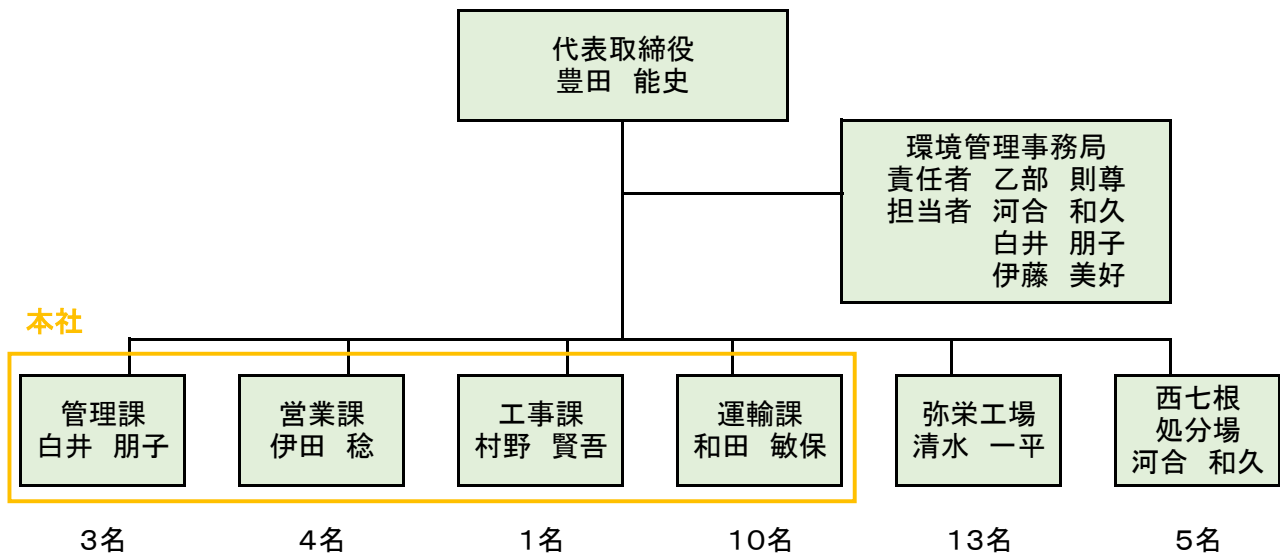 代表取締役
豊田 能史
環境管理事務局
責任者 乙部 則尊
担当者 河合 和久
白井 朋子
伊藤 美好
本社
管理課
白井 朋子
営業課
伊田 稔
工事課
村野 賢吾
運輸課
和田 敏保
弥栄工場
清水 一平
西七根
処分場
河合 和久
3名
4名
1名
10名
13名
5名